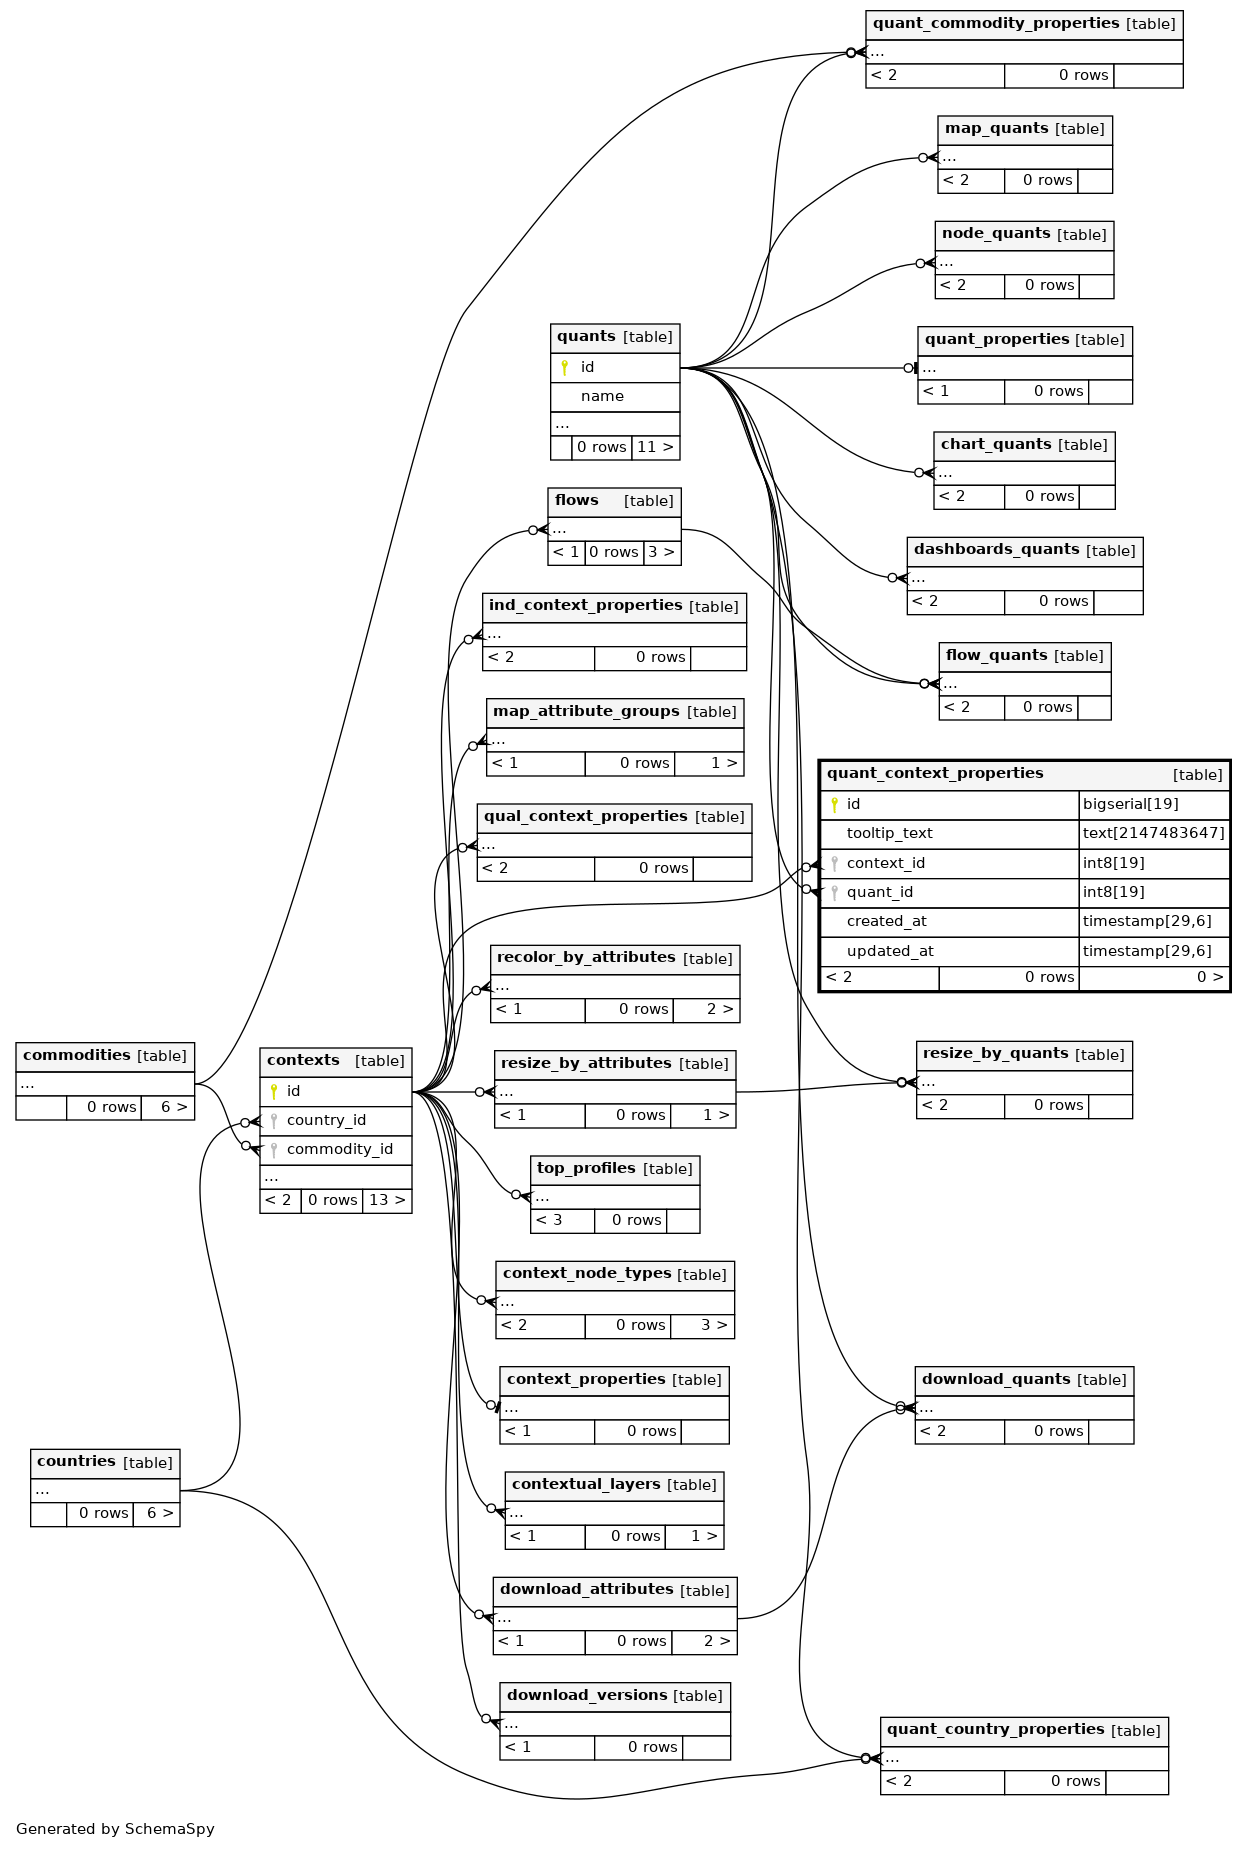 quant_commodity_properties [table]
...
< 2 0 rows
map_quants [table]
...
< 2 0 rows
node_quants [table]
...
< 2 0 rows
quants [table]
id
name
...
0 rows 11 >
quant_properties [table]
...
< 1 0 rows
chart_quants [table]
...
< 2 0 rows
flows [table]
...
< 1 0 rows 3 >
dashboards_quants [table]
...
< 2 0 rows
ind_context_properties [table]
...
< 2 0 rows
flow_quants [table]
...
< 2 0 rows
map_attribute_groups [table]
...
< 1 0 rows 1 >
quant_context_properties [table]
id bigserial[19]
tooltip_text text[2147483647]
context_id int8[19]
quant_id int8[19]
created_at timestamp[29,6]
updated_at timestamp[29,6]
< 2 0 rows 0 >
qual_context_properties [table]
...
< 2 0 rows
recolor_by_attributes [table]
...
< 1 0 rows 2 >
commodities [table]
...
0 rows 6 >
contexts [table]
id
country_id
commodity_id
...
< 2 0 rows 13 >
resize_by_attributes [table]
...
< 1 0 rows 1 >
resize_by_quants [table]
...
< 2 0 rows
top_profiles [table]
...
< 3 0 rows
context_node_types [table]
...
< 2 0 rows 3 >
context_properties [table]
...
< 1 0 rows
download_quants [table]
...
< 2 0 rows
countries [table]
...
0 rows 6 >
contextual_layers [table]
...
< 1 0 rows 1 >
download_attributes [table]
...
< 1 0 rows 2 >
download_versions [table]
...
< 1 0 rows
quant_country_properties [table]
...
< 2 0 rows
Generated by SchemaSpy